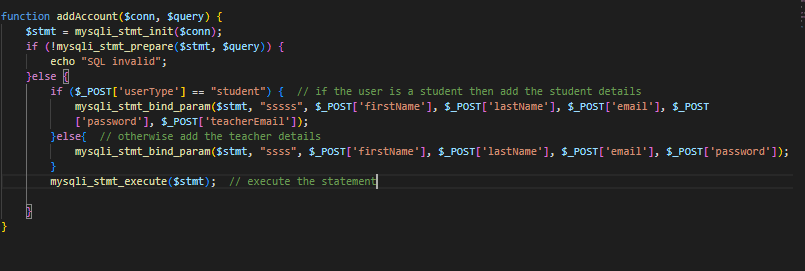 function addAccount($conn, $query) {
    $stmt = mysqli_stmt_init($conn);
    if (!mysqli_stmt_prepare($stmt, $query)) {
        echo "SQL invalid";
    }else {
        if ($_POST['userType'] == "student") {  // if the user is a student then add the student details
            mysqli_stmt_bind_param($stmt, "sssss", $_POST['firstName'], $_POST['lastName'], $_POST['email'], $_POST
            ['password'], $_POST['teacherEmail']);
        }else{  // otherwise add the teacher details
            mysqli_stmt_bind_param($stmt, "ssss", $_POST['firstName'], $_POST['lastName'], $_POST['email'], $_POST['password']);
        }
        mysqli_stmt_execute($stmt);  // execute the statement
    }
}